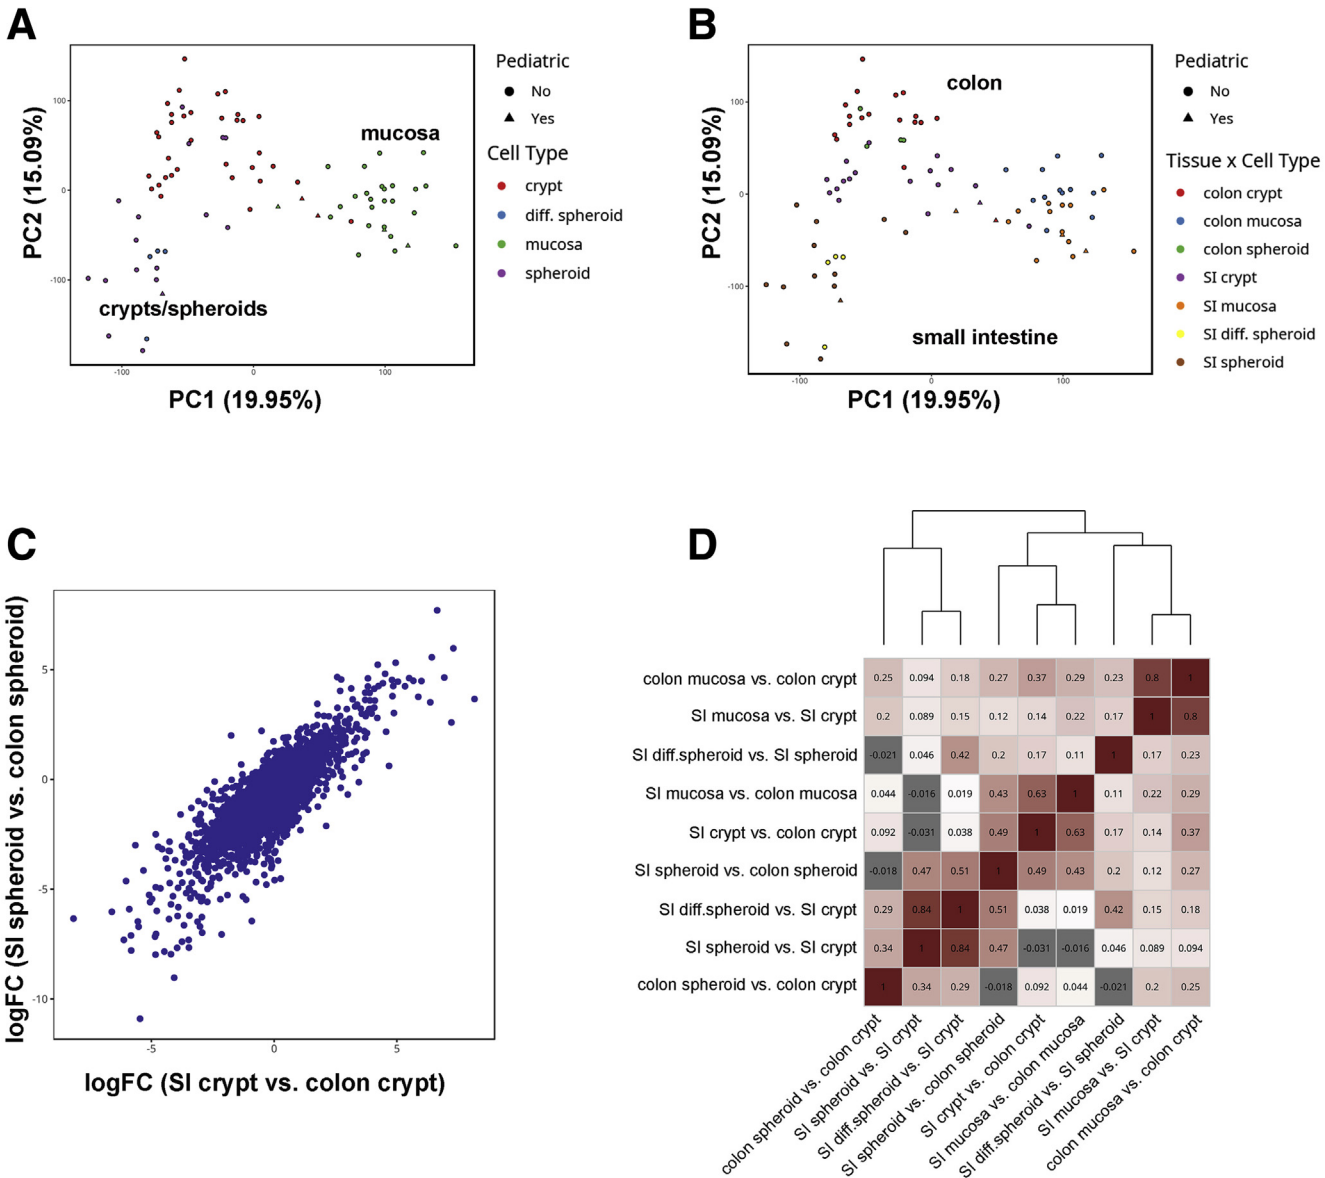 A
Pediatric
No
Yes
Cell Type
crypt
diff. spheroid
mucosa
spheroid
mucosa
crypts/spheroids
PC2 (15.09%)
100
0
-100
-100
0
100
PC1 (19.95%)
B
Pediatric
No
Yes
Tissue x Cell Type
colon crypt
colon mucosa
colon spheroid
SI crypt
SI mucosa
SI diff. spheroid
SI spheroid
colon
small intestine
PC2 (15.09%)
100
0
-100
-100
0
100
PC1 (19.95%)
C
logFC (SI spheroid vs. colon spheroid)
5
0
-5
-10
-5
0
5
logFC (SI crypt vs. colon crypt)
D
colon mucosa vs. colon crypt 0.25 0.094 0.18 0.27 0.37 0.29 0.23 0.8 1
SI mucosa vs. SI crypt 0.2 0.089 0.15 0.12 0.14 0.22 0.17 1 0.8
SI diff.spheroid vs. SI spheroid -0.021 0.046 0.42 0.2 0.17 0.11 1 0.17 0.23
SI mucosa vs. colon mucosa 0.044 -0.016 0.019 0.43 0.63 1 0.11 0.22 0.29
SI crypt vs. colon crypt 0.092 -0.031 0.038 0.49 1 0.63 0.17 0.14 0.37
SI spheroid vs. colon spheroid -0.018 0.47 0.51 1 0.49 0.43 0.2 0.12 0.27
SI diff.spheroid vs. SI crypt 0.29 0.84 1 0.51 0.038 0.019 0.42 0.15 0.18
SI spheroid vs. SI crypt 0.34 1 0.84 0.47 -0.031 -0.016 0.046 0.089 0.094
colon spheroid vs. colon crypt 1 0.34 0.29 -0.018 0.092 0.044 -0.021 0.2 0.25
colon spheroid vs. colon crypt
SI spheroid vs. SI crypt
SI diff.spheroid vs. SI crypt
SI spheroid vs. colon spheroid
SI crypt vs. colon crypt
SI mucosa vs. colon mucosa
SI diff.spheroid vs. SI spheroid
SI mucosa vs. SI crypt
colon mucosa vs. colon crypt